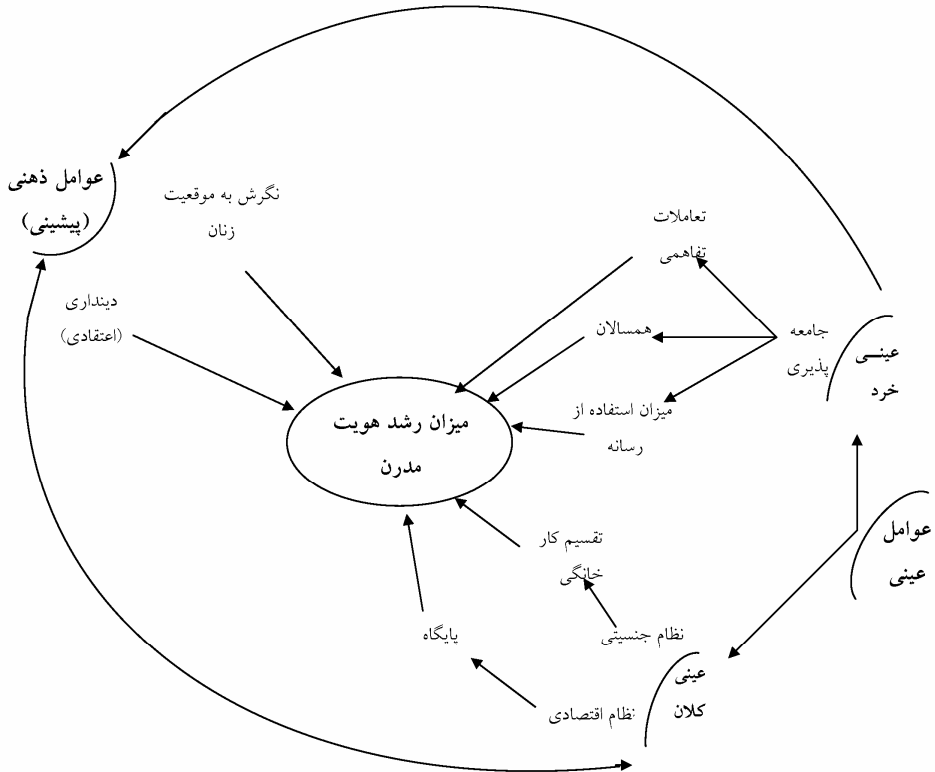 عوامل ذهنی
(پیشینی)
نگرش به موقعیت
زنان
دینداری
(اعتقادی)
تعاملات
تفاهمی
همسالان
میزان استفاده از
رسانه
جامعه
پذیری
عینـی
خرد
میزان رشد هویت
مدرن
عوامل
عینی
تقسیم کار
خانگی
نظام جنسیتی
پایگاه
عینی
کلان
نظام اقتصادی